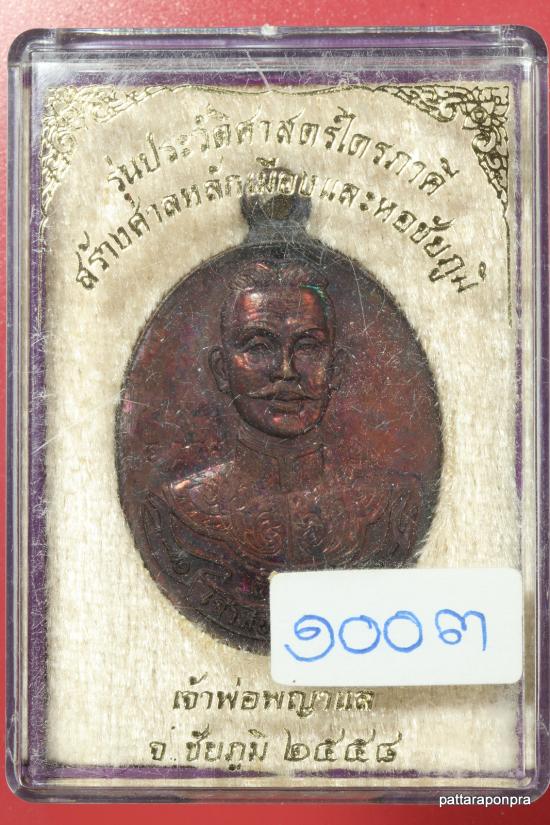 รุ่นประวัติศาสตร์ไตรภาคี
สร้างศาลหลักเมืองและหอชัยภูมิ
๑๐๐๓
เจ้าพ่อพญาแล
จ. ชัยภูมิ ๒๕๕๘
pattaraponpra